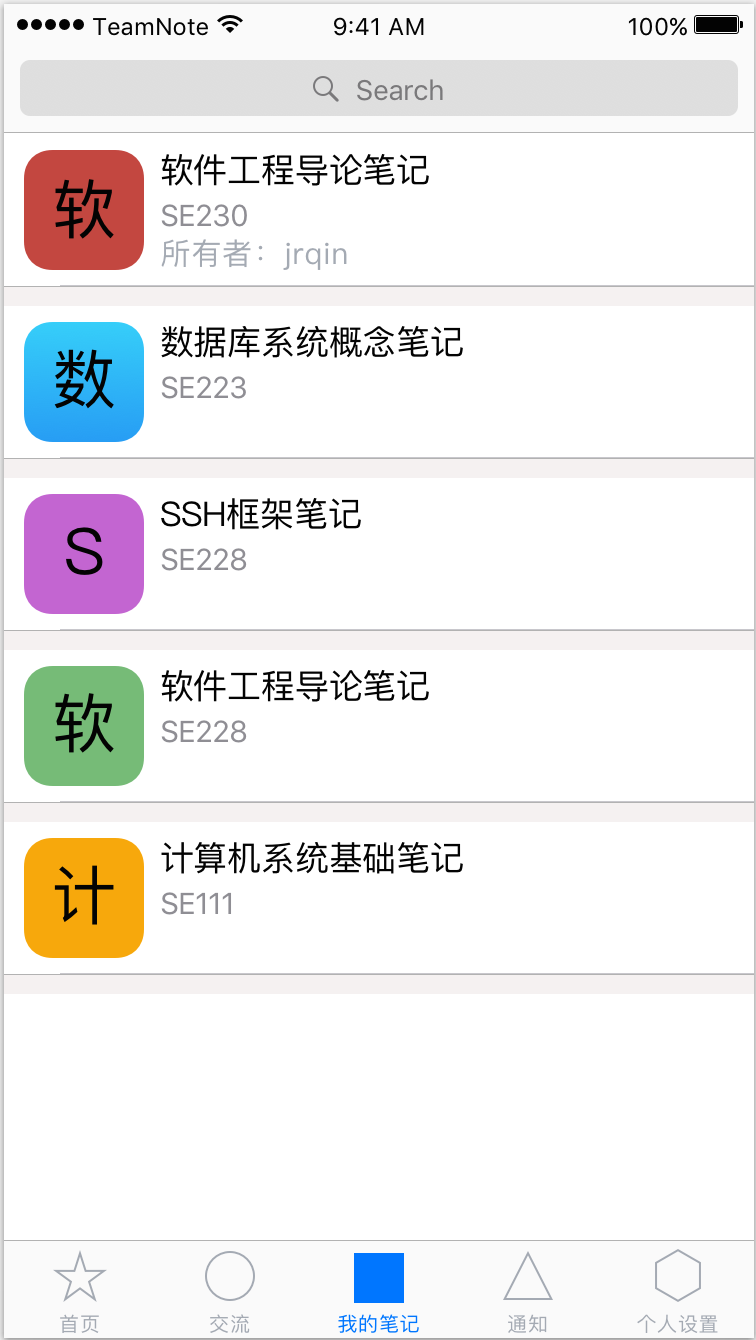 TeamNote 9:41 AM 100%
Search
软
软件工程导论笔记
SE230
所有者：jrqin
数
数据库系统概念笔记
SE223
S
SSH框架笔记
SE228
软
软件工程导论笔记
SE228
计
计算机系统基础笔记
SE111
首页 交流 我的笔记 通知 个人设置